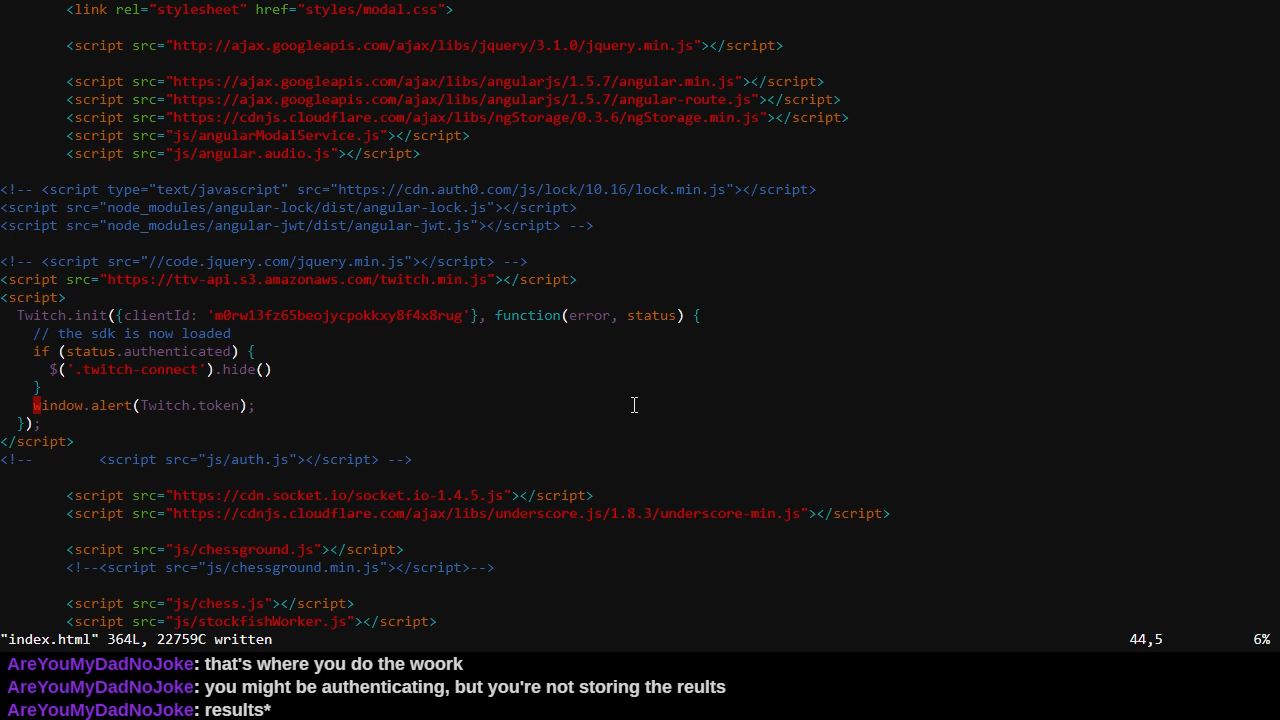 <link rel="stylesheet" href="styles/modal.css">
<script src="http://ajax.googleapis.com/ajax/libs/jquery/3.1.0/jquery.min.js"></script>
<script src="https://ajax.googleapis.com/ajax/libs/angularjs/1.5.7/angular.min.js"></script>
<script src="https://ajax.googleapis.com/ajax/libs/angularjs/1.5.7/angular-route.js"></script>
<script src="https://cdnjs.cloudflare.com/ajax/libs/ngStorage/0.3.6/ngStorage.min.js"></script>
<script src="js/angularModalService.js"></script>
<script src="js/angular.audio.js"></script>
<!-- <script type="text/javascript" src="https://cdn.auth0.com/js/lock/10.16/lock.min.js"></script>
<script src="node_modules/angular-lock/dist/angular-lock.js"></script>
<script src="node_modules/angular-jwt/dist/angular-jwt.js"></script> -->
<!-- <script src="//code.jquery.com/jquery.min.js"></script> -->
<script src="https://ttv-api.s3.amazonaws.com/twitch.min.js"></script>
<script>
Twitch.init({clientId: 'm0rw13fz65beojycpokkxy8f4x8rug'}, function(error, status) {
// the sdk is now loaded
if (status.authenticated) {
$('.twitch-connect').hide()
}
window.alert(Twitch.token);
});
</script>
<!-- <script src="js/auth.js"></script> -->
<script src="https://cdn.socket.io/socket.io-1.4.5.js"></script>
<script src="https://cdnjs.cloudflare.com/ajax/libs/underscore.js/1.8.3/underscore-min.js"></script>
<script src="js/chessground.js"></script>
<!--<script src="js/chessground.min.js"></script>-->
<script src="js/chess.js"></script>
<script src="js/stockfishWorker.js"></script>
"index.html" 364L, 22759C written 44,5 6%
AreYouMyDadNoJoke: that's where you do the woork
AreYouMyDadNoJoke: you might be authenticating, but you're not storing the reults
AreYouMyDadNoJoke: results*